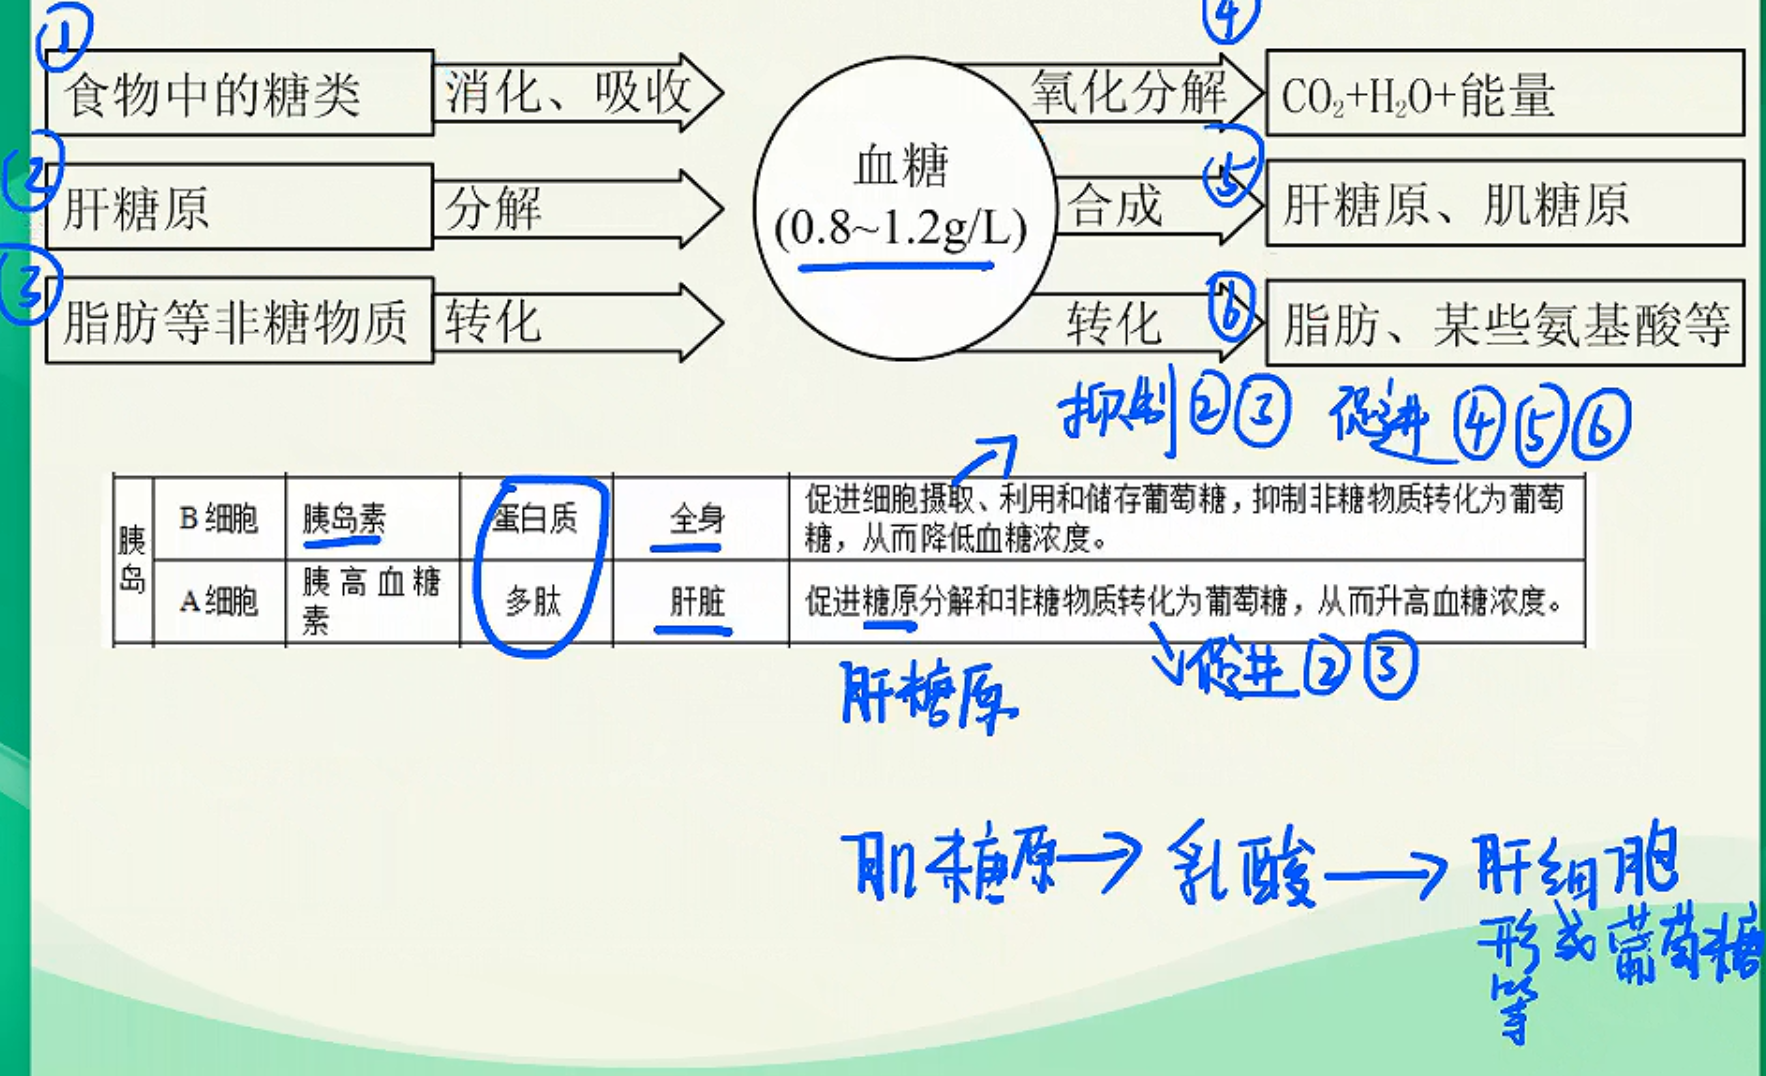 ① ④
食物中的糖类 消化、吸收 氧化分解 CO₂+H₂O+能量
② 血糖 ⑤
肝糖原 分解 (0.8~1.2g/L) 合成 肝糖原、肌糖原
③ ⑥
脂肪等非糖物质 转化 转化 脂肪、某些氨基酸等
抑制②③ 促进④⑤⑥
胰岛 B细胞 胰岛素 蛋白质 全身 促进细胞摄取、利用和储存葡萄糖，抑制非糖物质转化为葡萄
糖，从而降低血糖浓度。
A细胞 胰高血糖
素 多肽 肝脏 促进糖原分解和非糖物质转化为葡萄糖，从而升高血糖浓度。
肝糖原 促进②③
肌糖原→乳酸→肝细胞
形成葡萄糖
等